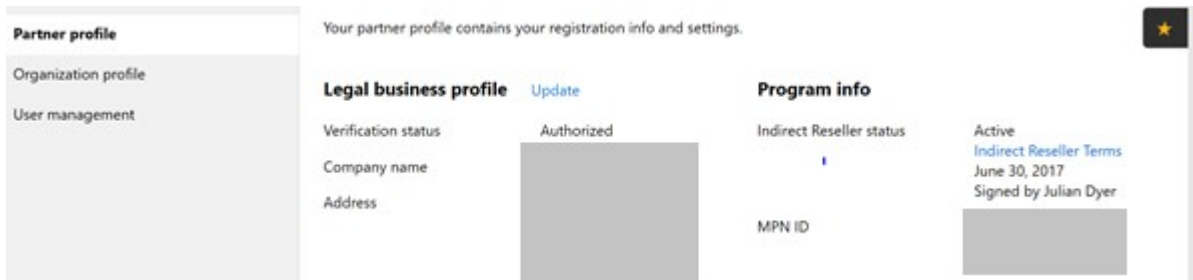 Partner profile
Organization profile
User management
Your partner profile contains your registration info and settings.
Legal business profile Update
Verification status Authorized
Company name
Address
Program info
Indirect Reseller status Active
Indirect Reseller Terms
June 30, 2017
Signed by Julian Dyer
MPN ID